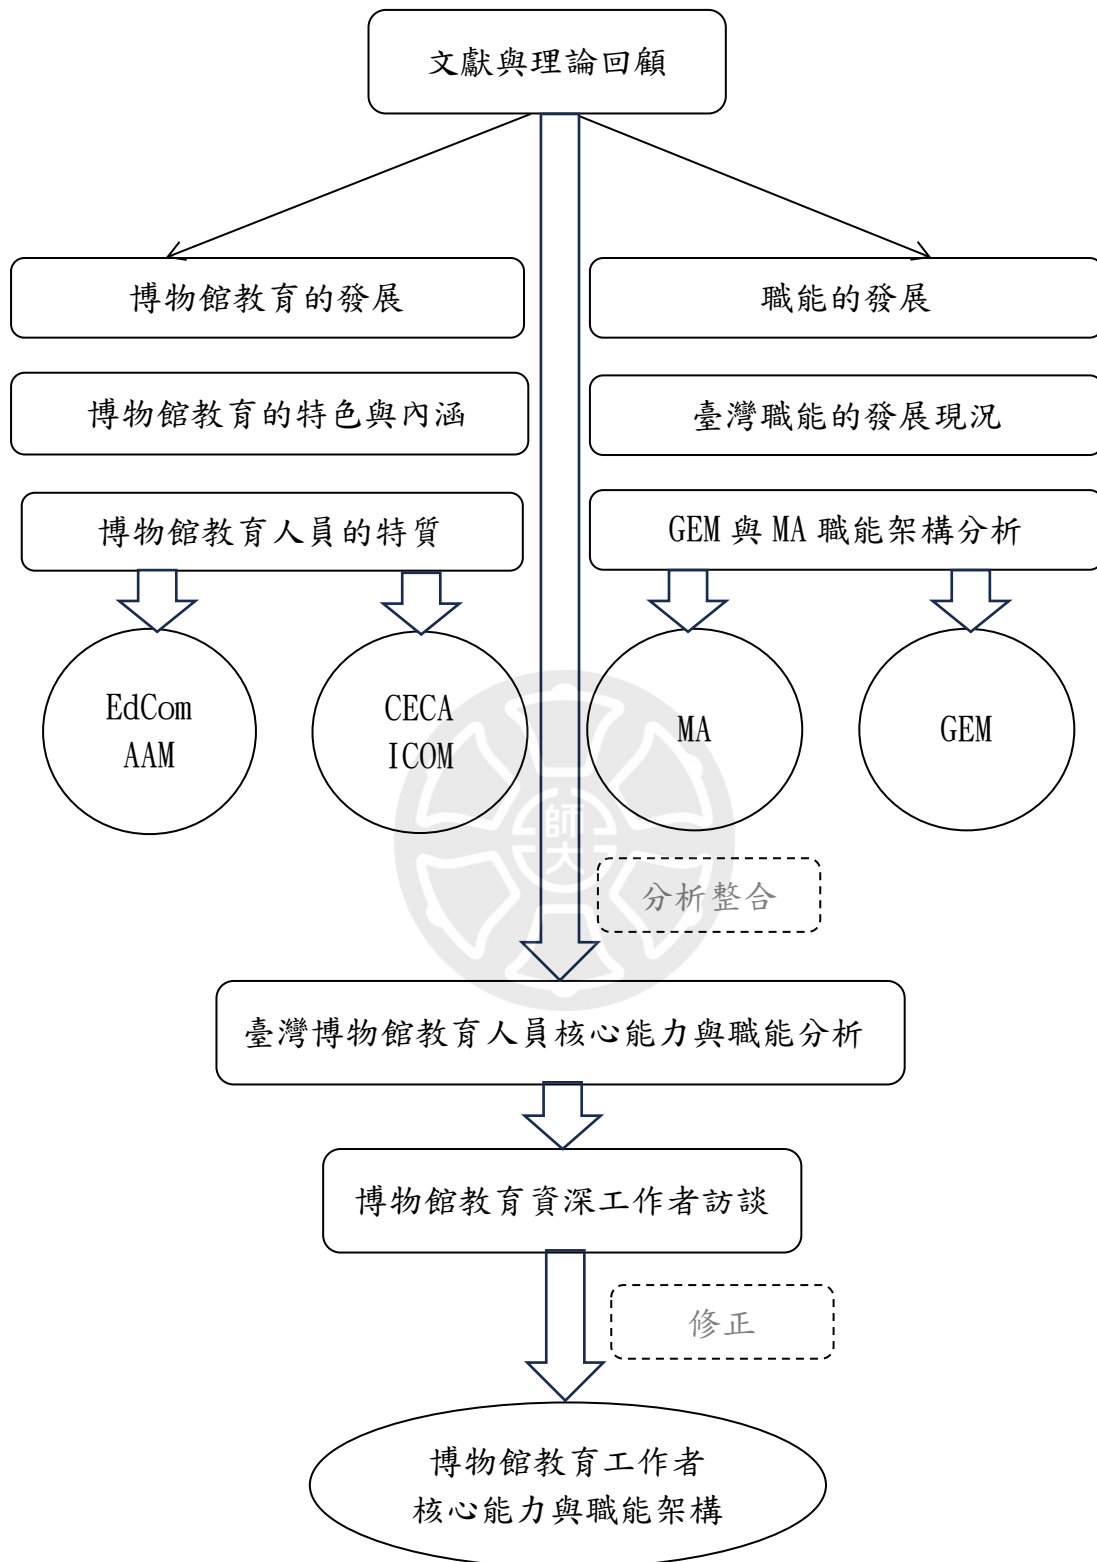 文獻與理論回顧
博物館教育的發展
職能的發展
博物館教育的特色與內涵
臺灣職能的發展現況
博物館教育人員的特質
GEM 與 MA 職能架構分析
EdCom
AAM
CECA
ICOM
MA
GEM
師大
分析整合
臺灣博物館教育人員核心能力與職能分析
博物館教育資深工作者訪談
修正
博物館教育工作者
核心能力與職能架構